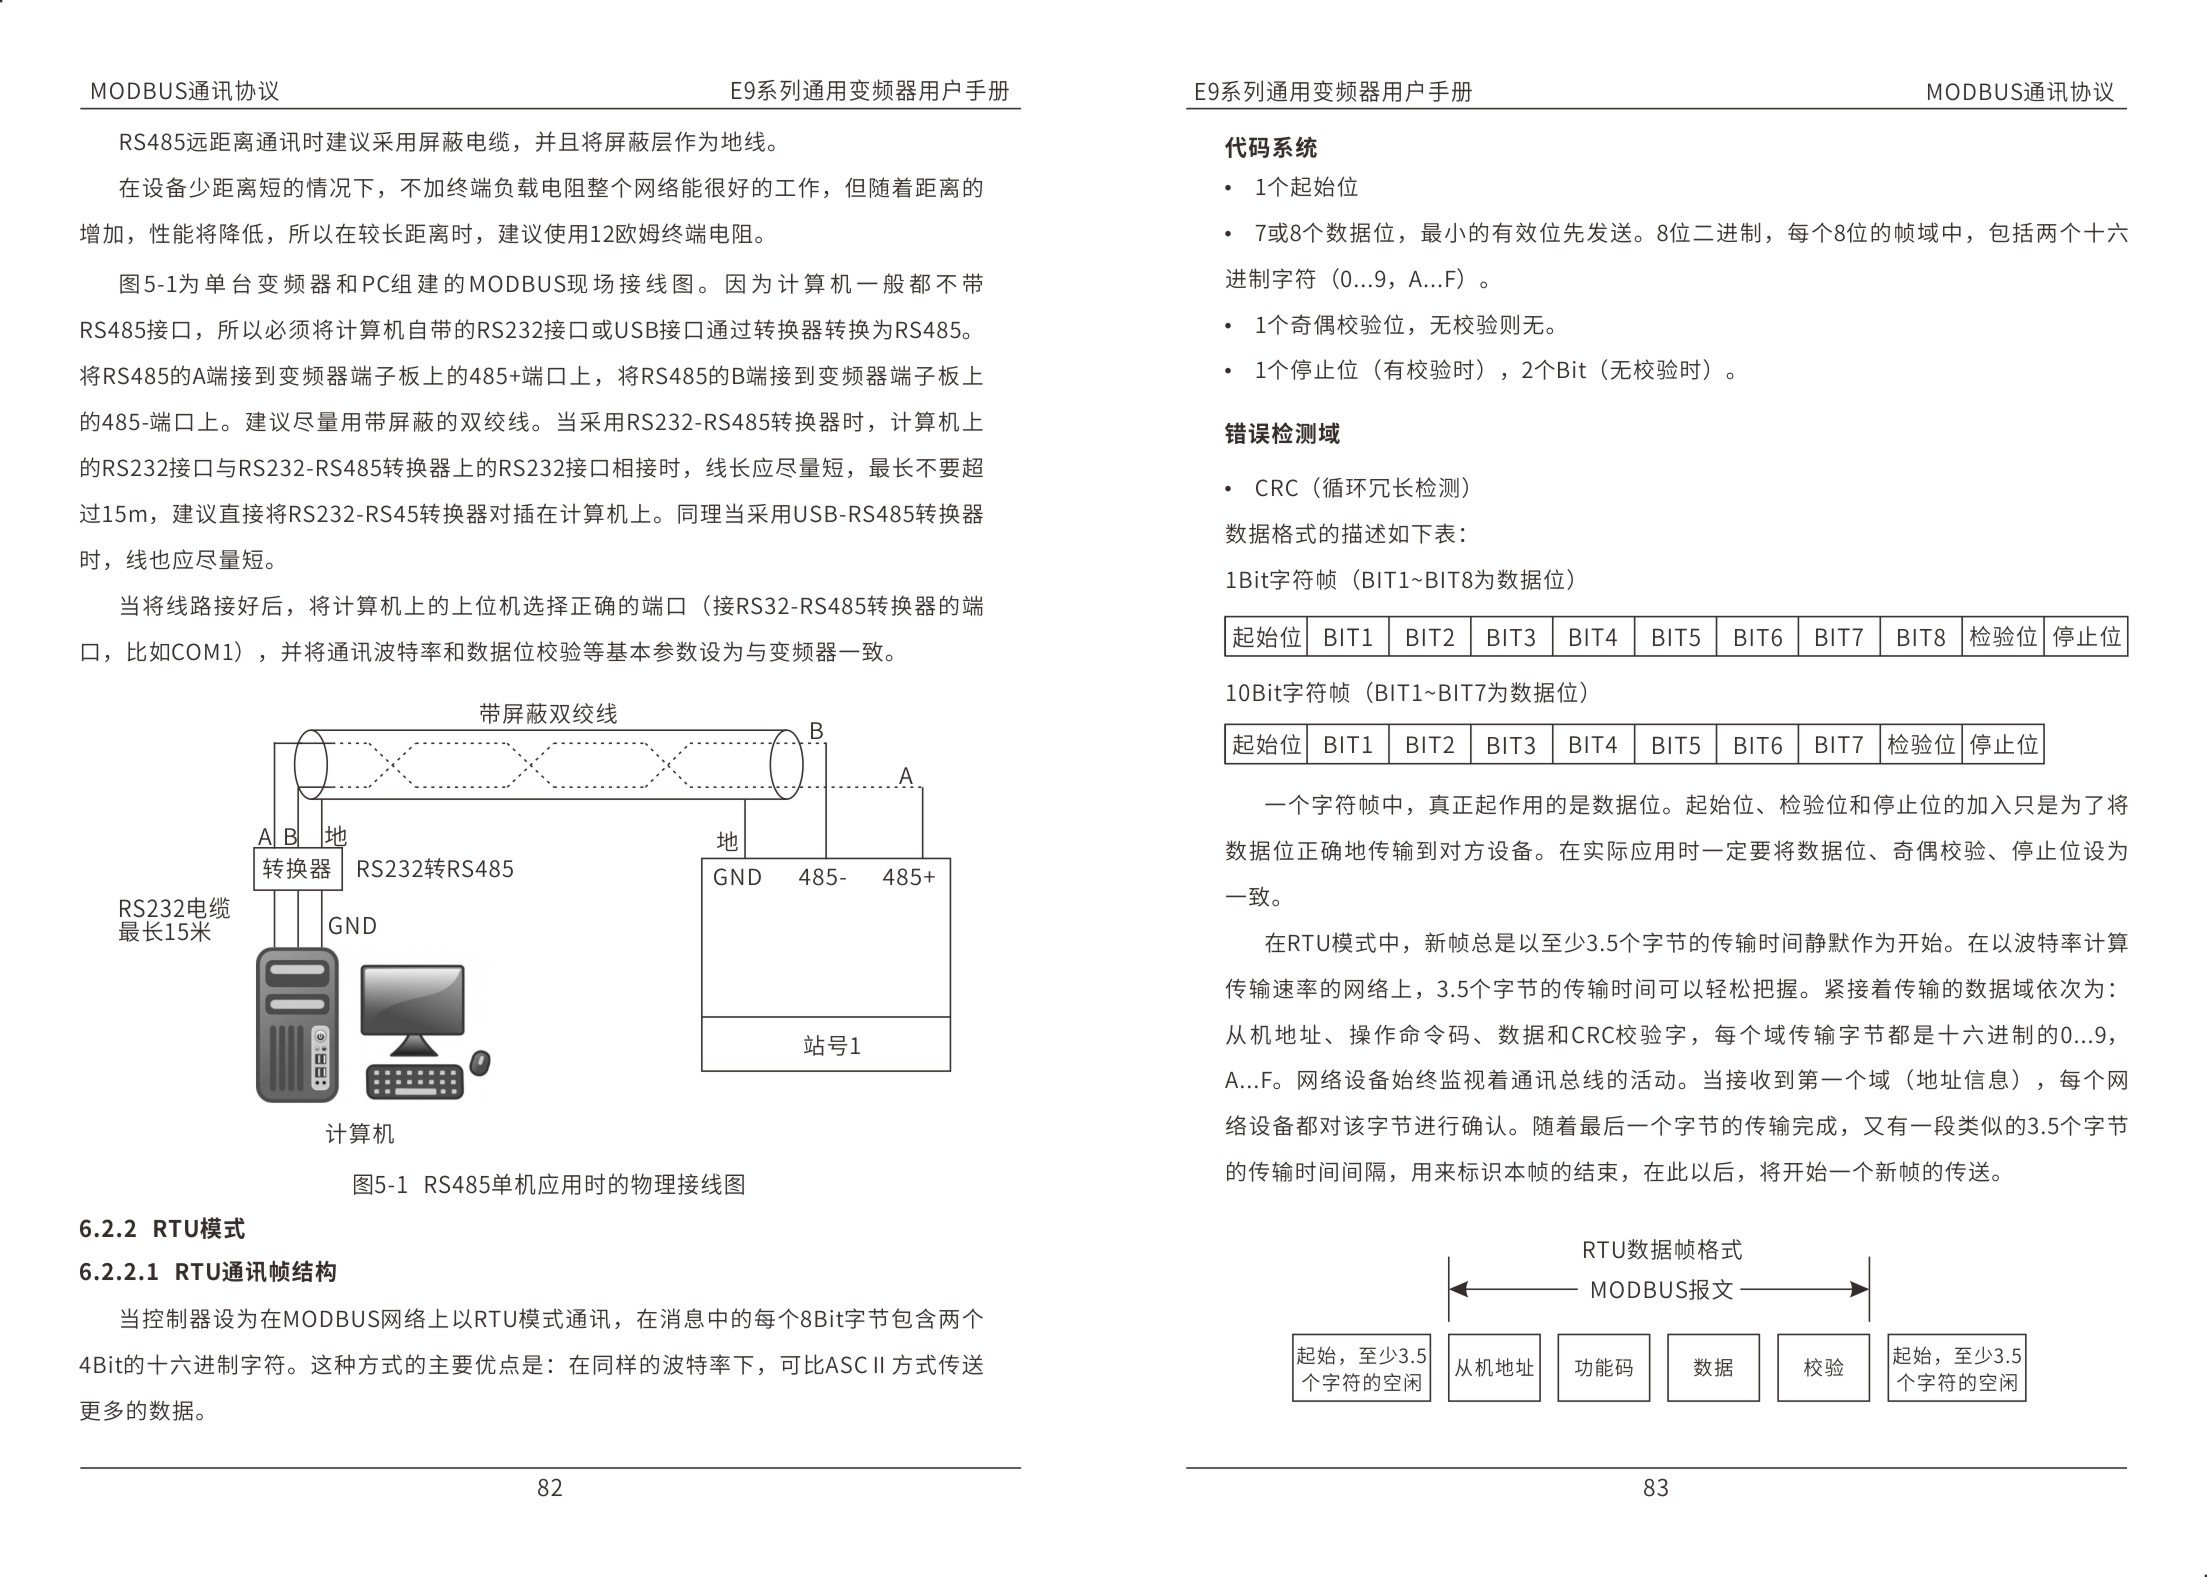 MODBUS通讯协议 E9系列通用变频器用户手册
RS485远距离通讯时建议采用屏蔽电缆，并且将屏蔽层作为地线。
在设备少距离短的情况下，不加终端负载电阻整个网络能很好的工作，但随着距离的
增加，性能将降低，所以在较长距离时，建议使用12欧姆终端电阻。
图5-1为单台变频器和PC组建的MODBUS现场接线图。因为计算机一般都不带
RS485接口，所以必须将计算机自带的RS232接口或USB接口通过转换器转换为RS485。
将RS485的A端接到变频器端子板上的485+端口上，将RS485的B端接到变频器端子板上
的485-端口上。建议尽量用带屏蔽的双绞线。当采用RS232-RS485转换器时，计算机上
的RS232接口与RS232-RS485转换器上的RS232接口相接时，线长应尽量短，最长不要超
过15m，建议直接将RS232-RS45转换器对插在计算机上。同理当采用USB-RS485转换器
时，线也应尽量短。
当将线路接好后，将计算机上的上位机选择正确的端口（接RS32-RS485转换器的端
口，比如COM1），并将通讯波特率和数据位校验等基本参数设为与变频器一致。
带屏蔽双绞线
B
A
A B 地
地
转换器 RS232转RS485
GND 485- 485+
RS232电缆
最长15米
GND
站号1
计算机
图5-1 RS485单机应用时的物理接线图
6.2.2 RTU模式
6.2.2.1 RTU通讯帧结构
当控制器设为在MODBUS网络上以RTU模式通讯，在消息中的每个8Bit字节包含两个
4Bit的十六进制字符。这种方式的主要优点是：在同样的波特率下，可比ASCⅡ方式传送
更多的数据。
82
E9系列通用变频器用户手册 MODBUS通讯协议
代码系统
• 1个起始位
• 7或8个数据位，最小的有效位先发送。8位二进制，每个8位的帧域中，包括两个十六
进制字符（0...9，A...F）。
• 1个奇偶校验位，无校验则无。
• 1个停止位（有校验时），2个Bit（无校验时）。
错误检测域
• CRC（循环冗长检测）
数据格式的描述如下表：
1Bit字符帧（BIT1~BIT8为数据位）
起始位 BIT1 BIT2 BIT3 BIT4 BIT5 BIT6 BIT7 BIT8 检验位 停止位
10Bit字符帧（BIT1~BIT7为数据位）
起始位 BIT1 BIT2 BIT3 BIT4 BIT5 BIT6 BIT7 检验位 停止位
一个字符帧中，真正起作用的是数据位。起始位、检验位和停止位的加入只是为了将
数据位正确地传输到对方设备。在实际应用时一定要将数据位、奇偶校验、停止位设为
一致。
在RTU模式中，新帧总是以至少3.5个字节的传输时间静默作为开始。在以波特率计算
传输速率的网络上，3.5个字节的传输时间可以轻松把握。紧接着传输的数据域依次为：
从机地址、操作命令码、数据和CRC校验字，每个域传输字节都是十六进制的0...9，
A...F。网络设备始终监视着通讯总线的活动。当接收到第一个域（地址信息），每个网
络设备都对该字节进行确认。随着最后一个字节的传输完成，又有一段类似的3.5个字节
的传输时间间隔，用来标识本帧的结束，在此以后，将开始一个新帧的传送。
RTU数据帧格式
MODBUS报文
起始，至少3.5
个字符的空闲
从机地址
功能码
数据
校验
起始，至少3.5
个字符的空闲
83